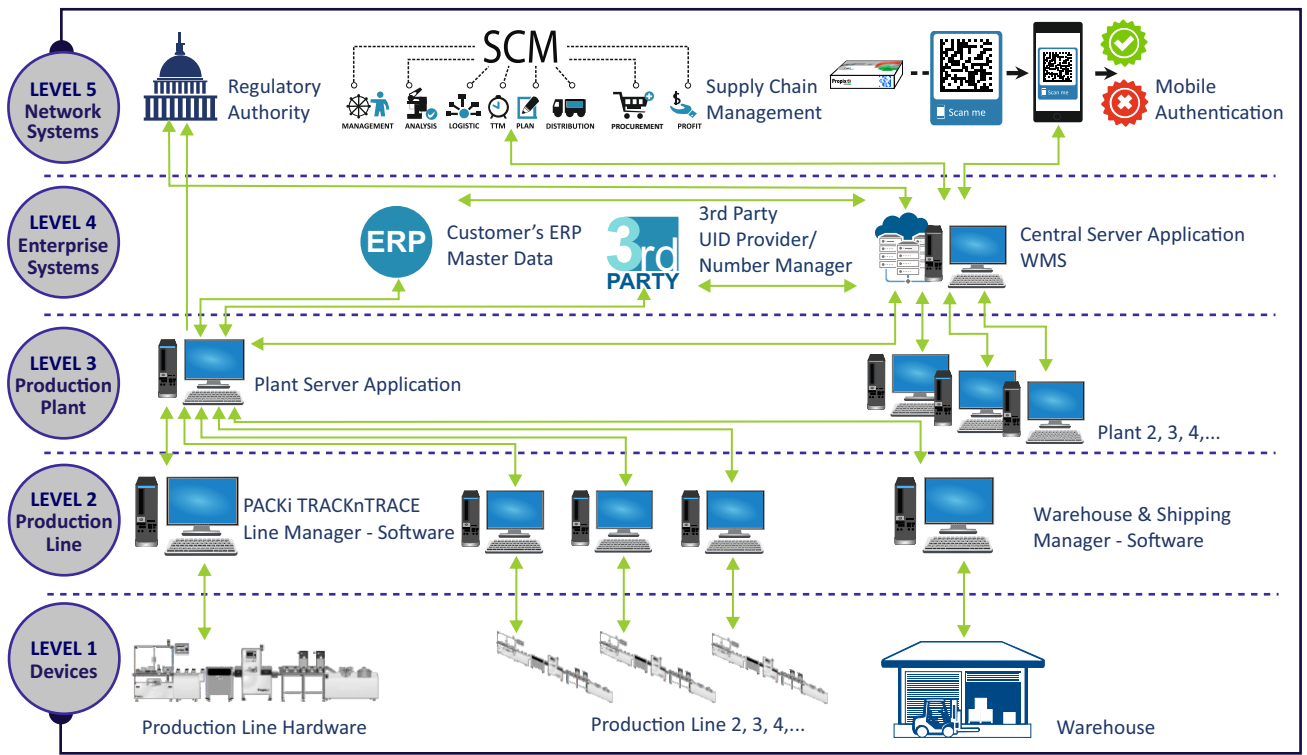 LEVEL 5
Network
Systems
Regulatory
Authority
SCM
MANAGEMENT
ANALYSIS
LOGISTIC
TTM
PLAN
DISTRIBUTION
PROCUREMENT
PROFIT
Supply Chain
Management
Propix
Scan me
Scan me
Mobile
Authentication
LEVEL 4
Enterprise
Systems
ERP
Customer's ERP
Master Data
3rd
PARTY
3rd Party
UID Provider/
Number Manager
Central Server Application
WMS
LEVEL 3
Production
Plant
Plant Server Application
Plant 2, 3, 4,...
LEVEL 2
Production
Line
PACKi TRACKnTRACE
Line Manager - Software
Warehouse & Shipping
Manager - Software
LEVEL 1
Devices
Production Line Hardware
Production Line 2, 3, 4,...
Warehouse